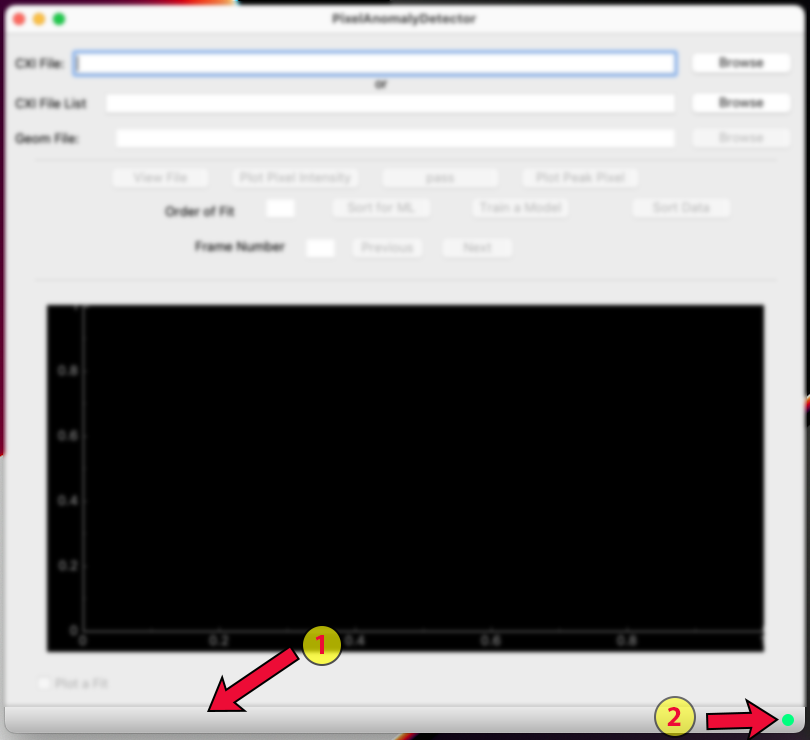 PixelAnomalyDetector
CXI File: Browse
or
CXI File List Browse
Geom File: Browse
View File Plot Pixel Intensity pass Plot Peak Pixel
Order of Fit Sort for ML Train a Model Sort Data
Frame Number Previous Next
0.8
0.6
0.4
0.2
0
0 0.2 0.4 0.6 0.8
1
Plot a Fit
2